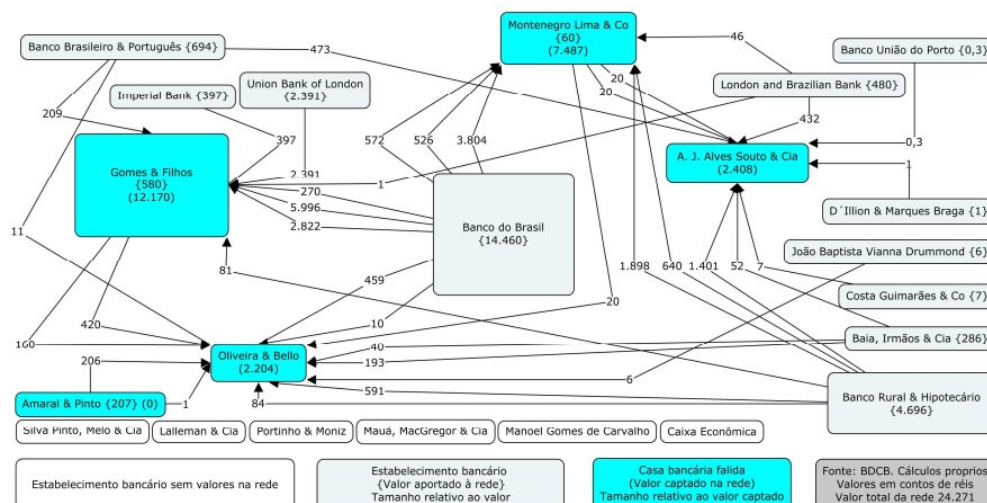 Montenegro Lima & Co
{60}
(7.487)
Banco Brasileiro & Português {694}
473
46
Banco União do Porto {0,3}
Union Bank of London
{2.391}
Imperial Bank {397}
20
20
London and Brazilian Bank {480}
209
397
572
526
3.804
432
0,3
Gomes & Filhos
{580}
(12.170)
A. J. Alves Souto & Cia
(2.408)
2.391
270
5.996
2.822
1
1
Banco do Brasil
{14.460}
D´Illion & Marques Braga {1}
11
João Baptista Vianna Drummond {6}
81
459
1.898
640
1.401
52
7
Costa Guimarães & Co {7}
20
420
10
160
40
Baia, Irmãos & Cia {286}
206
Oliveira & Bello
(2.204)
193
6
591
84
Banco Rural & Hipotecário
{4.696}
Amaral & Pinto {207} (0)
1
Silva Pinto, Melo & Cia
Lalleman & Cia
Portinho & Moniz
Mauá, MacGregor & Cia
Manoel Gomes de Carvalho
Caixa Econômica
Estabelecimento bancário sem valores na rede
Estabelecimento bancário
{Valor aportado à rede}
Tamanho relativo ao valor
Casa bancária falida
(Valor captado na rede)
Tamanho relativo ao valor captado
Fonte: BDCB. Cálculos proprios
Valores em contos de réis
Valor total da rede 24.271